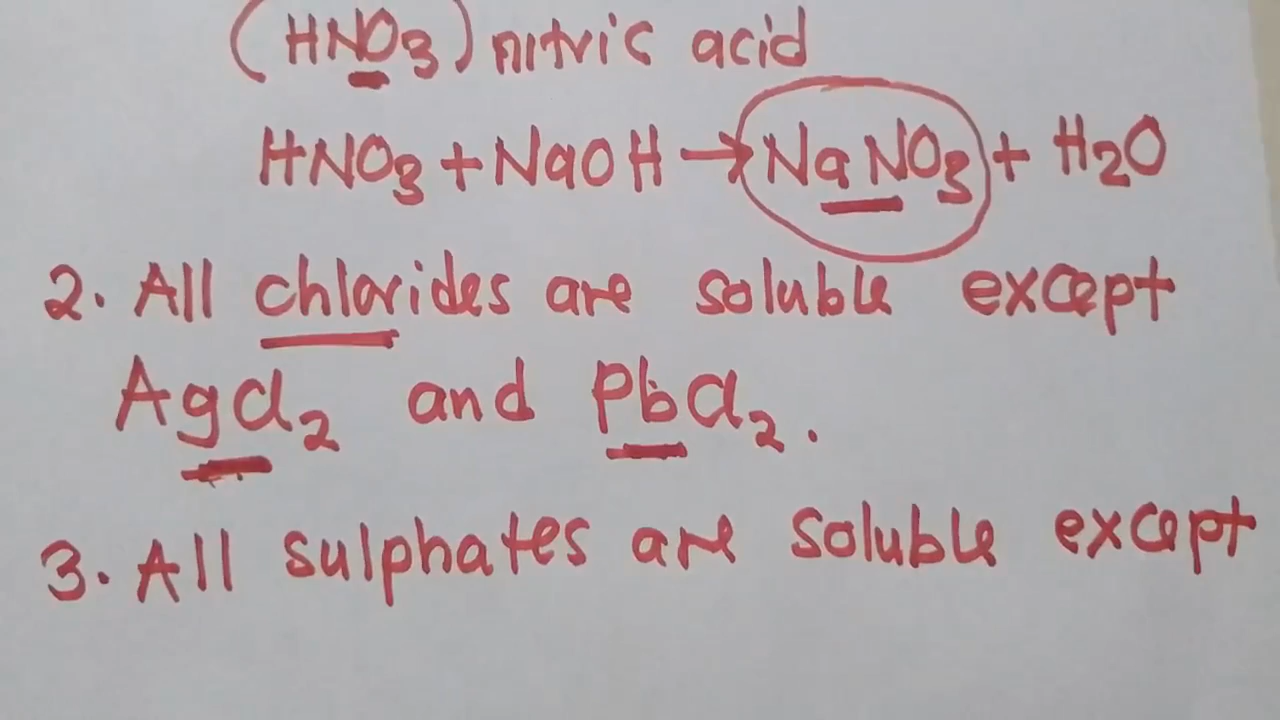 (HNO3) nitric acid
HNO3 + NaOH → NaNO3 + H2O
2. All chlorides are soluble except
AgCl2 and PbCl2.
3. All sulphates are soluble except